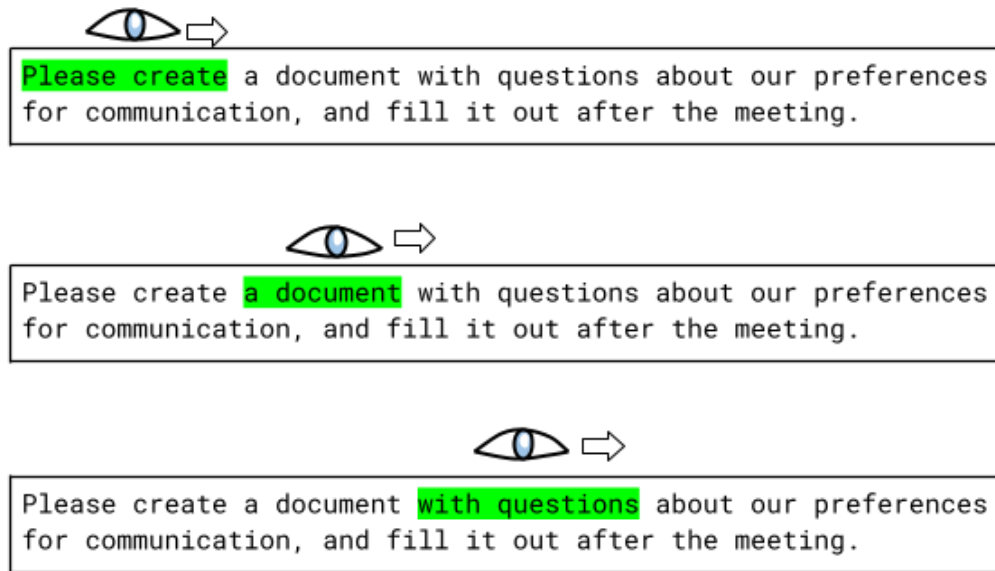 Please create a document with questions about our preferences
for communication, and fill it out after the meeting.
Please create a document with questions about our preferences
for communication, and fill it out after the meeting.
Please create a document with questions about our preferences
for communication, and fill it out after the meeting.